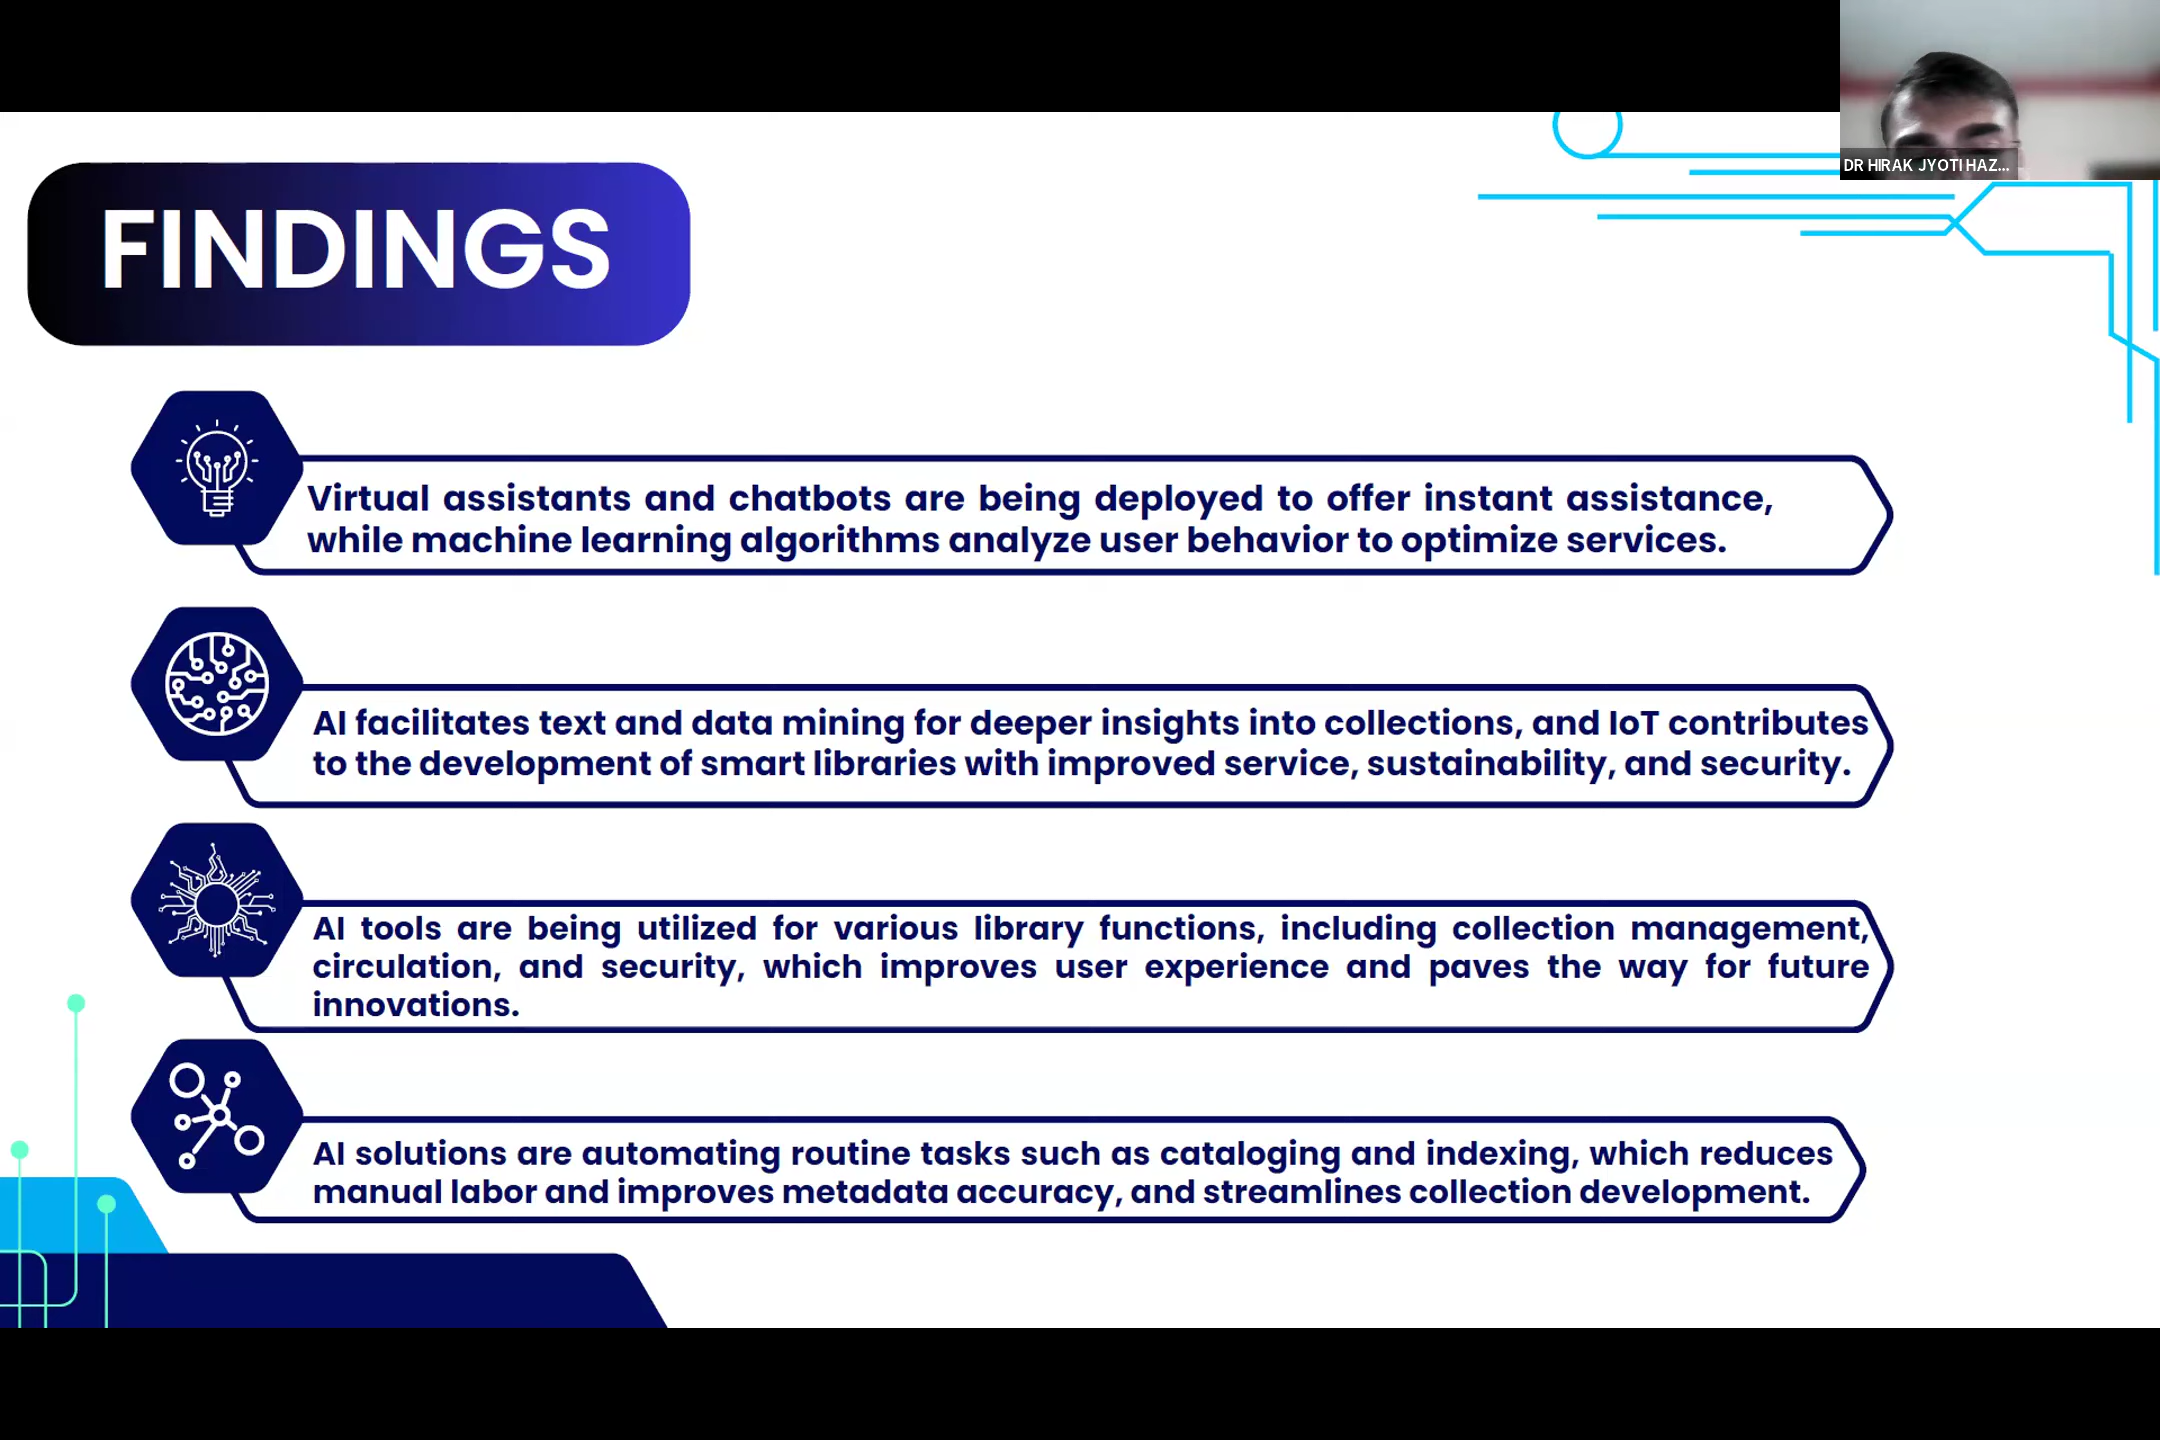 DR HIRAK JYOTI HAZ...
FINDINGS
Virtual assistants and chatbots are being deployed to offer instant assistance,
while machine learning algorithms analyze user behavior to optimize services.
AI facilitates text and data mining for deeper insights into collections, and IoT contributes
to the development of smart libraries with improved service, sustainability, and security.
AI tools are being utilized for various library functions, including collection management,
circulation, and security, which improves user experience and paves the way for future
innovations.
AI solutions are automating routine tasks such as cataloging and indexing, which reduces
manual labor and improves metadata accuracy, and streamlines collection development.